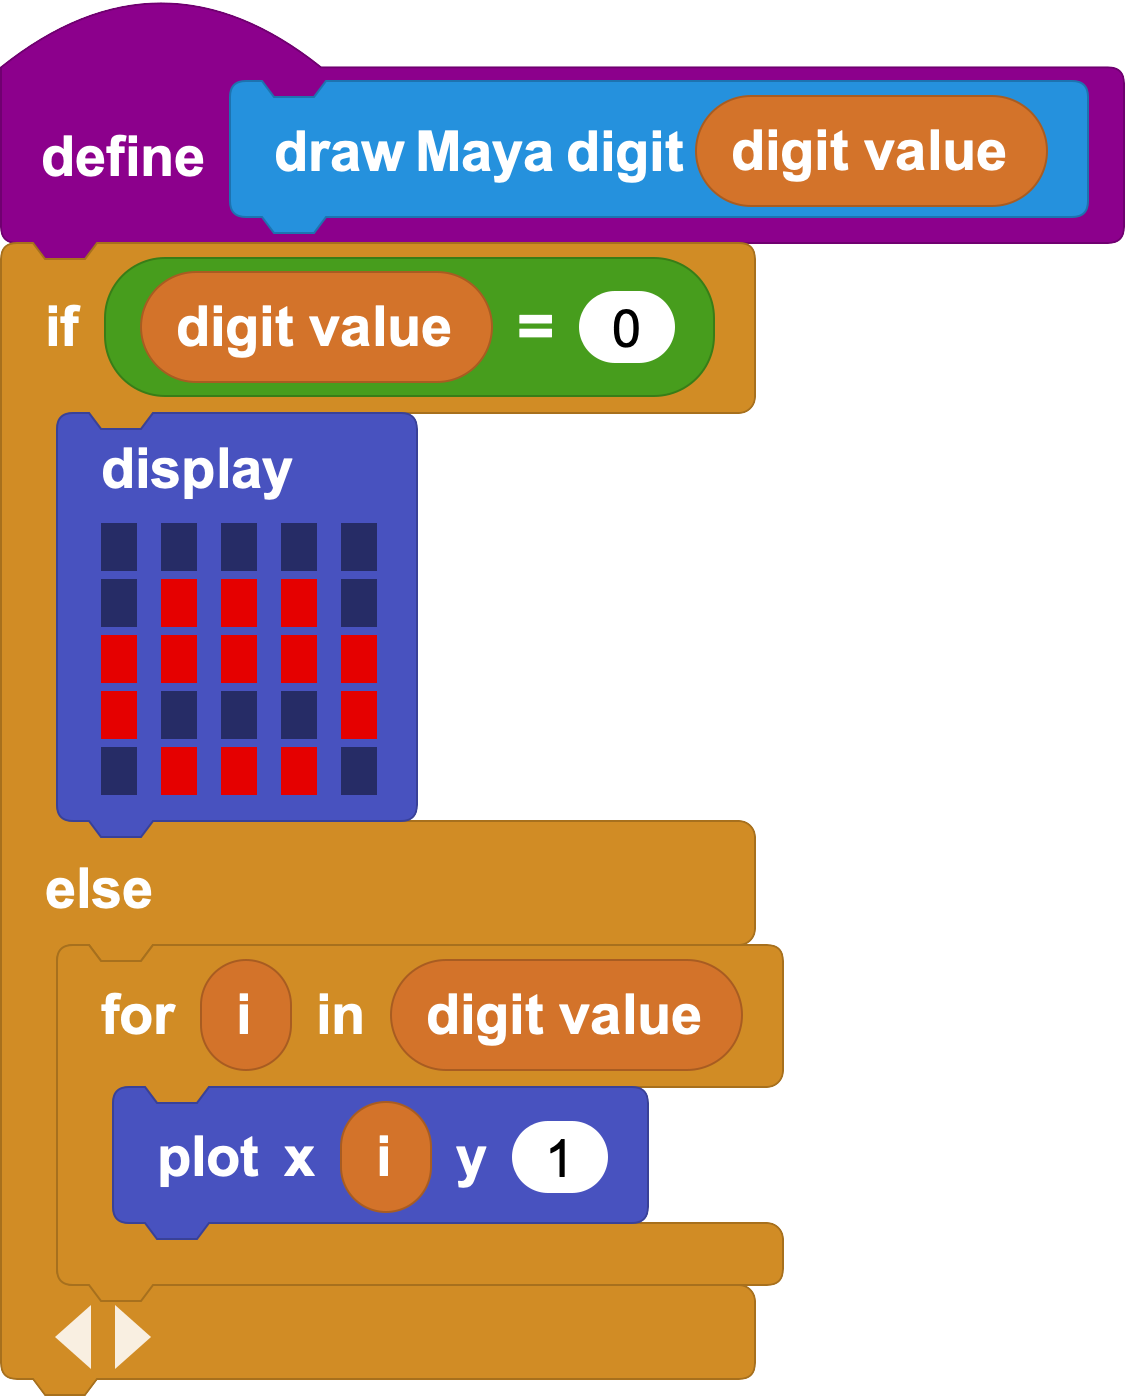 define draw Maya digit digit value
if digit value = 0
display
else
for i in digit value
plot x i y 1